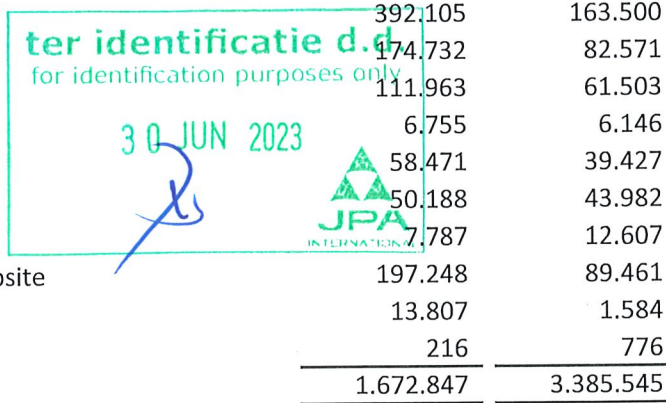 392.105 163.500
ter identificatie d.d. 174.732 82.571
for identification purposes only
111.963 61.503
30 JUN 2023 6.755 6.146
58.471 39.427
50.188 43.982
JPA
INTERNATIONAL 7.787 12.607
osite 197.248 89.461
13.807 1.584
216 776
1.672.847 3.385.545